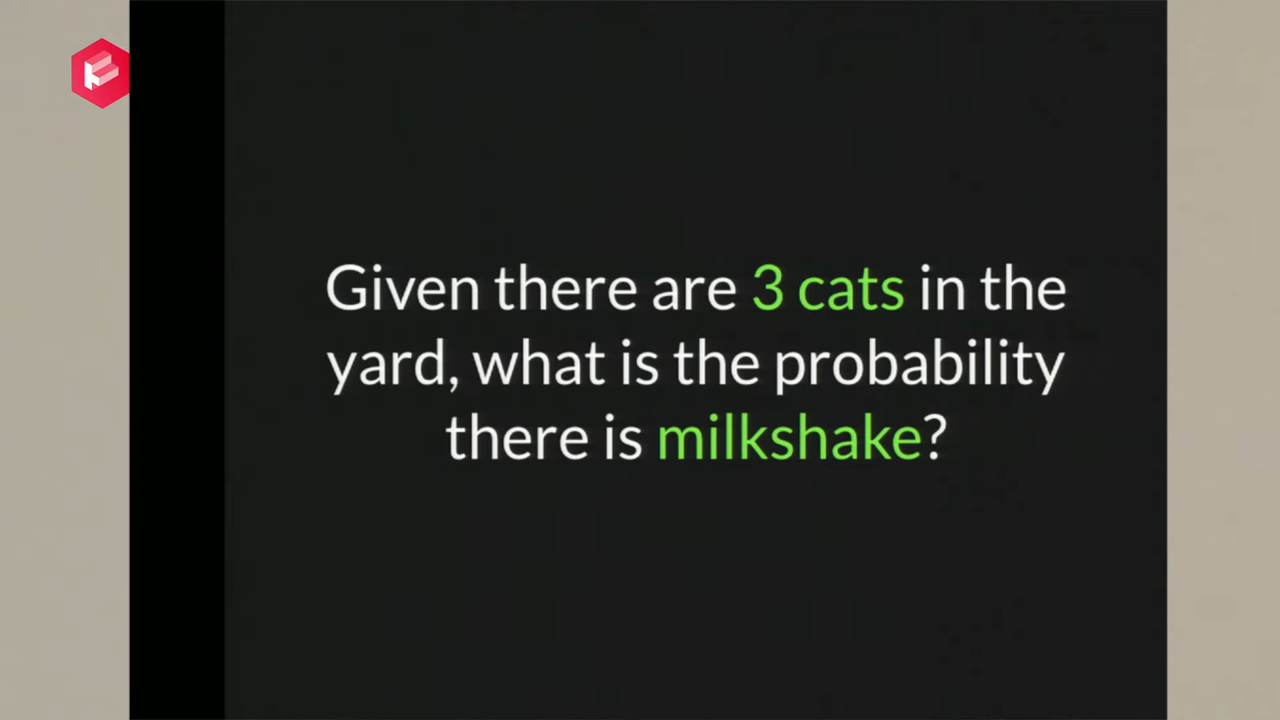 Given there are 3 cats in the
yard, what is the probability
there is milkshake?